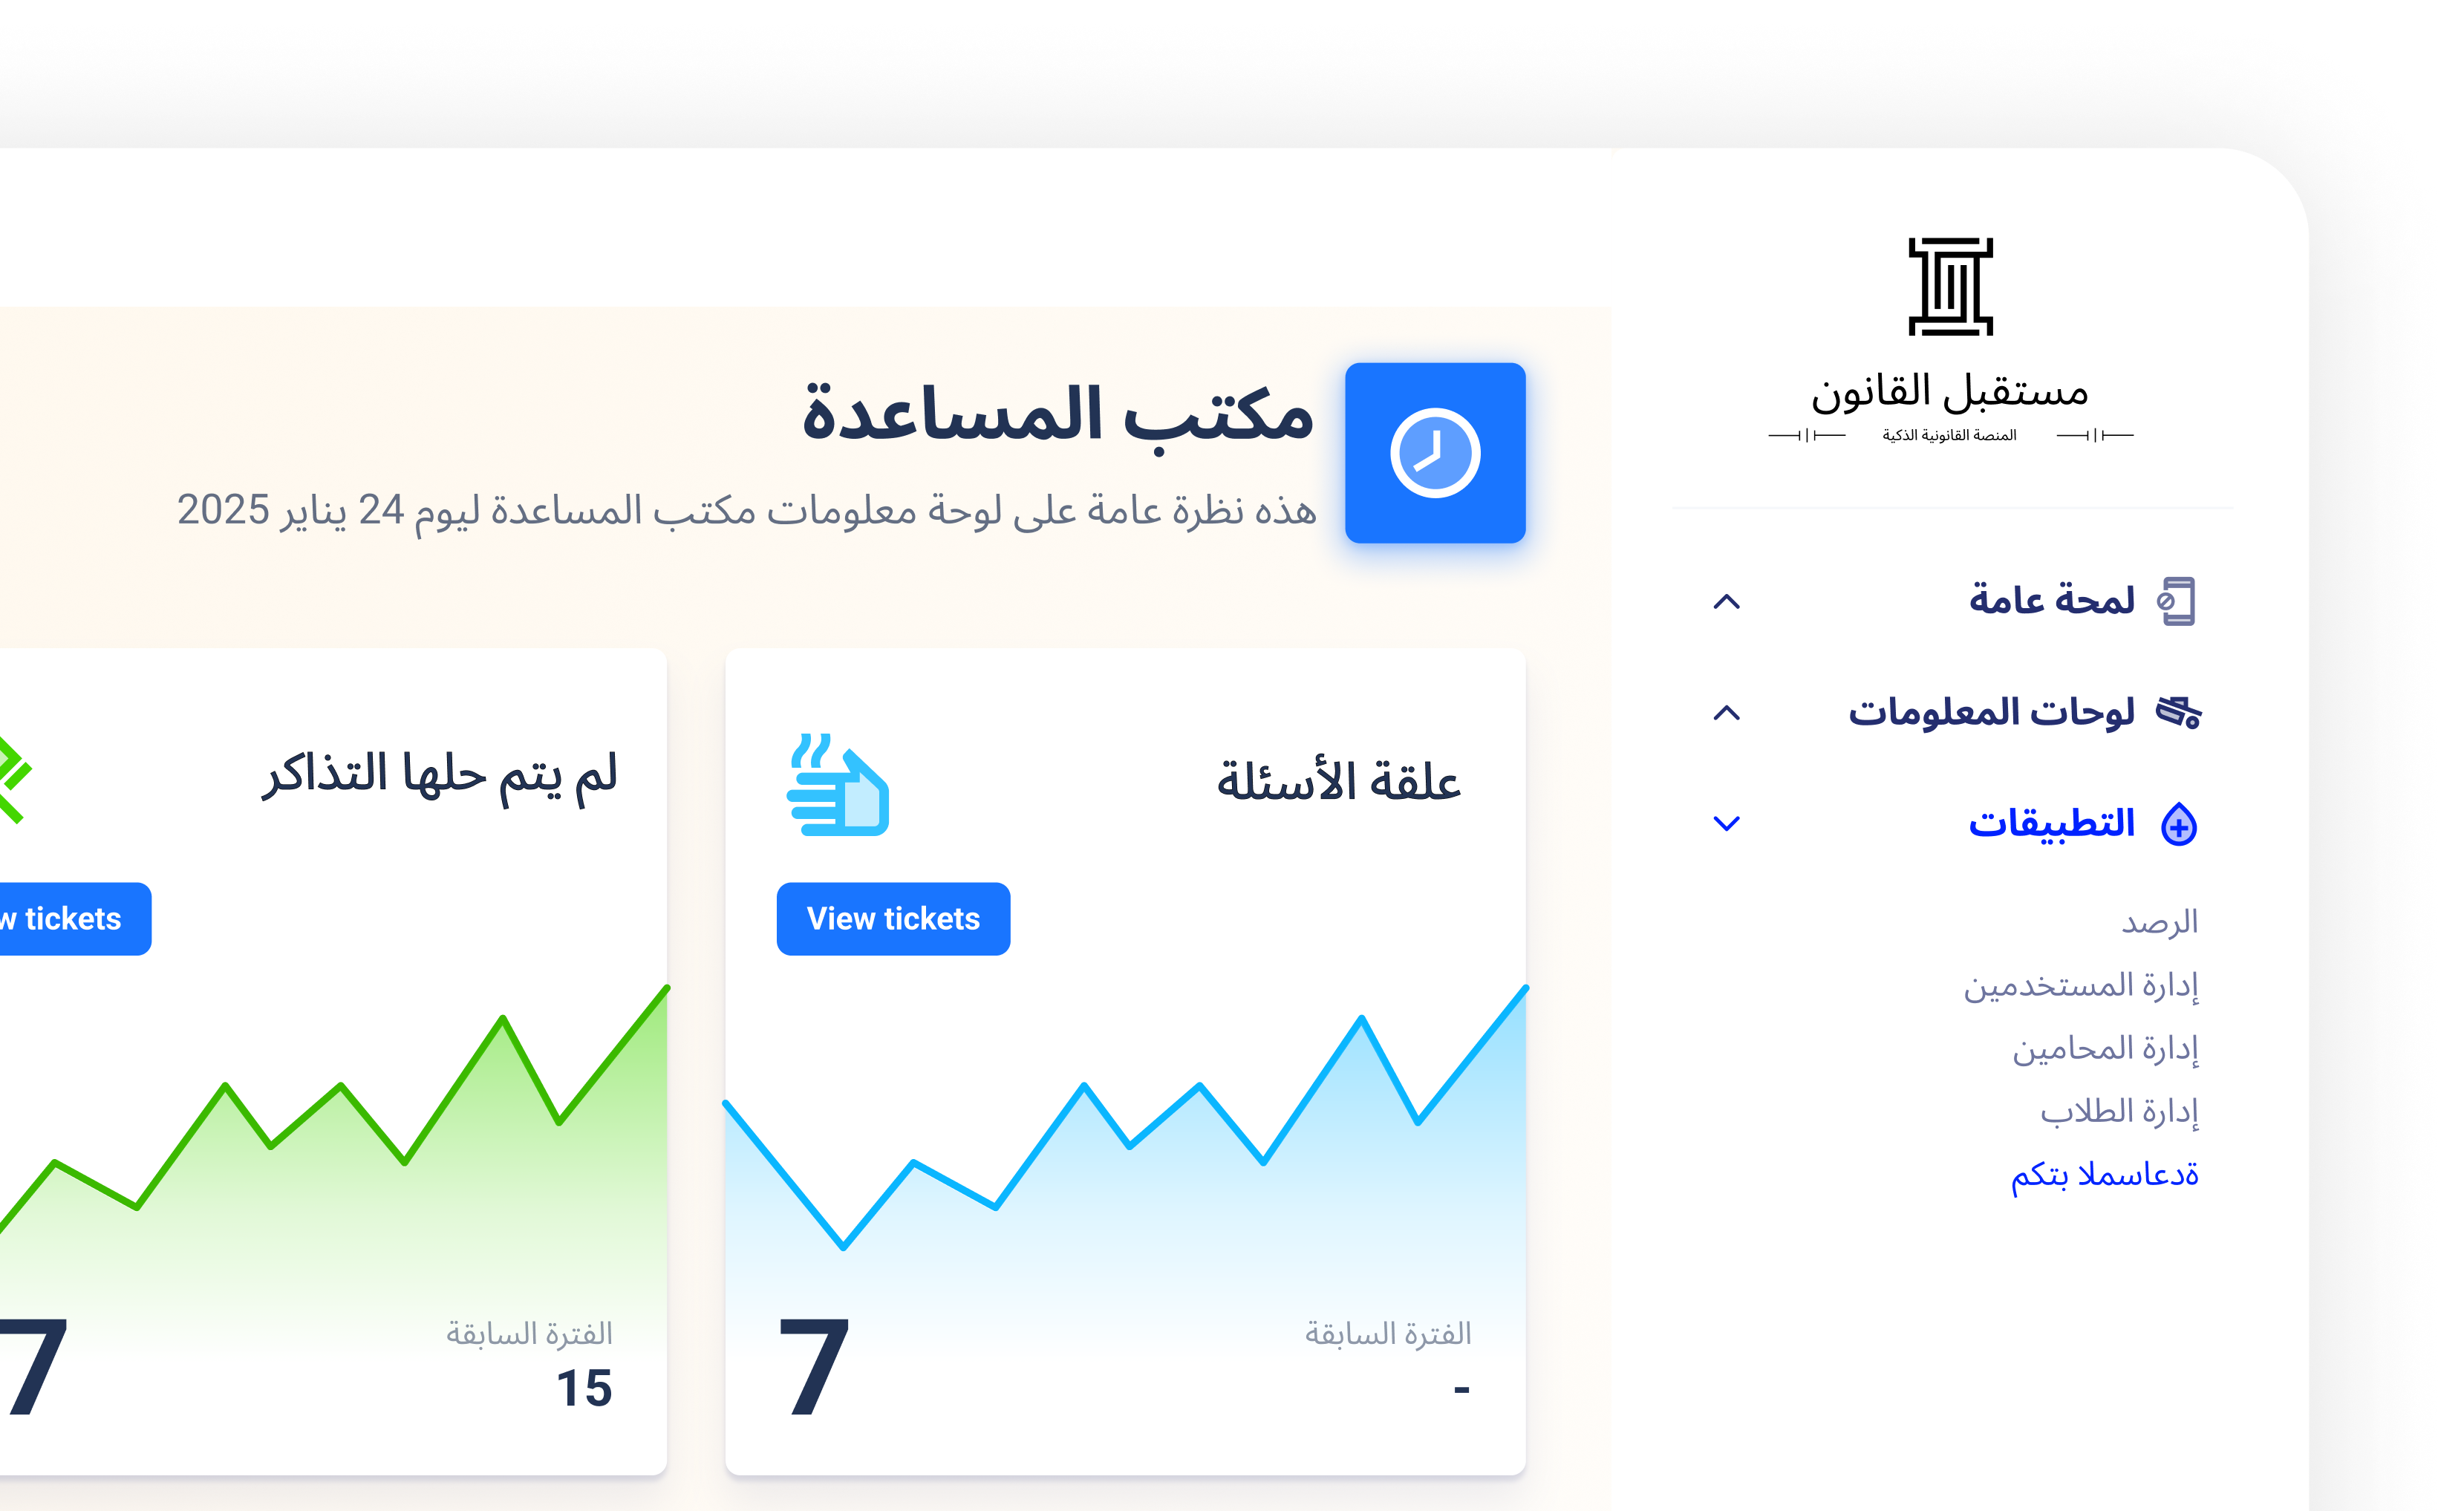 مستقبل القانون
المنصة القانونية الذكية
لمحة عامة
لوحات المعلومات
التطبيقات
الرصد
إدارة المستخدمين
إدارة المحامين
إدارة الطلاب
ةدعاسملا بتكم
مكتب المساعدة
هذه نظرة عامة على لوحة معلومات مكتب المساعدة ليوم 24 يناير 2025
علقة الأسئلة
View tickets
الفترة السابقة
-
7
لم يتم حلها التذاكر
w tickets
الفترة السابقة
15
7